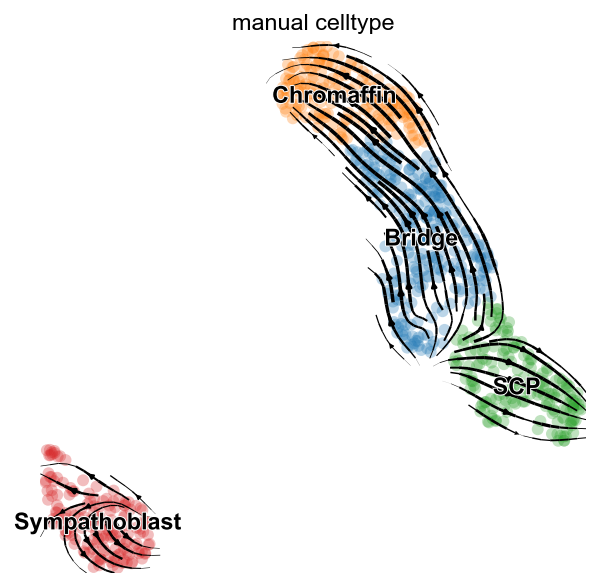 manual celltype
Chromaffin
Bridge
SCP
Sympathoblast